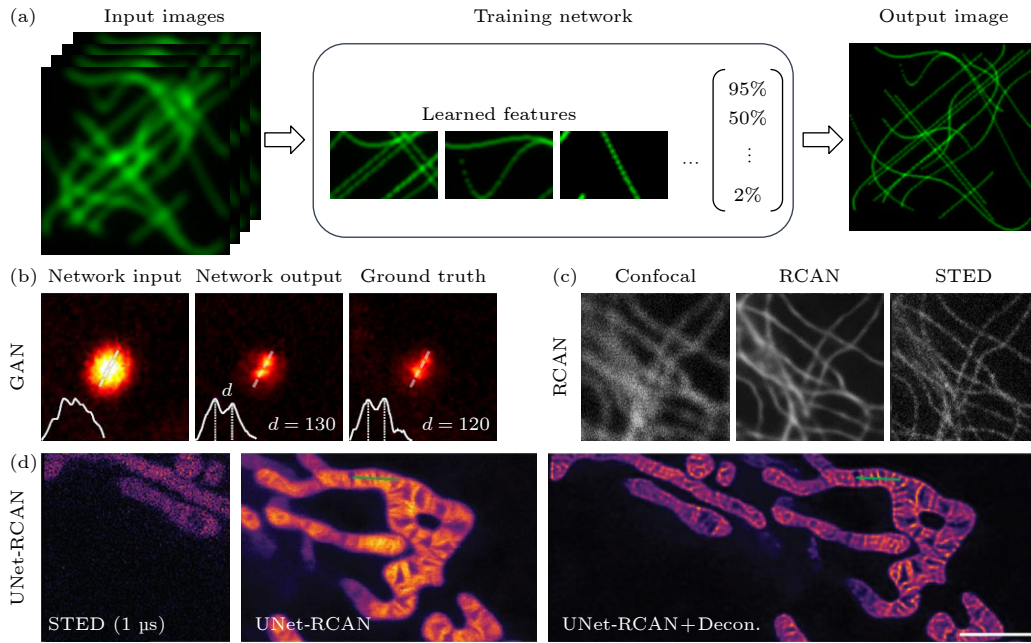 (a)
Input images
Training network
Output image
Learned features
...
95%
50%
⋮
2%
(b)
Network input
Network output
Ground truth
GAN
d
d = 130
d = 120
(c)
Confocal
RCAN
STED
RCAN
(d)
UNet-RCAN
STED (1 µs)
UNet-RCAN
UNet-RCAN+Decon.